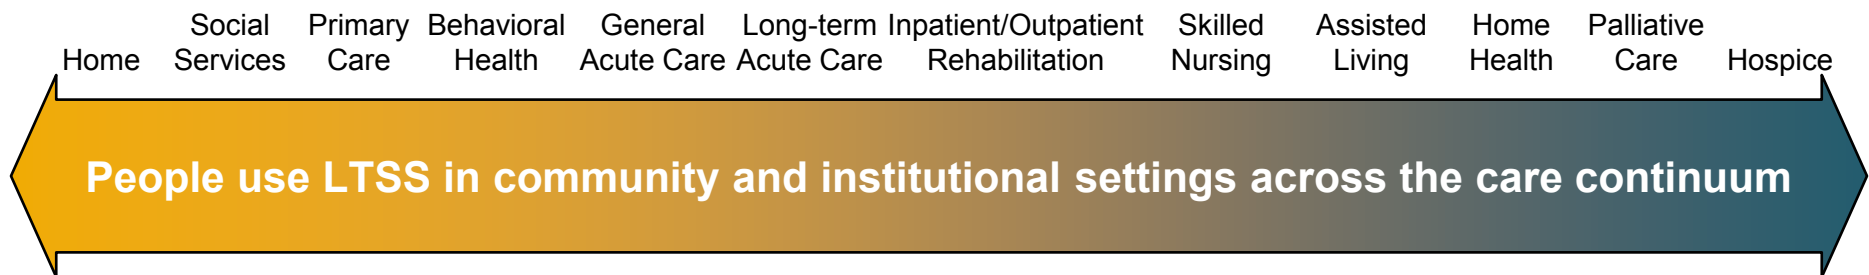 Home
Social
Services
Primary
Care
Behavioral
Health
General
Acute Care
Long-term
Acute Care
Inpatient/Outpatient
Rehabilitation
Skilled
Nursing
Assisted
Living
Home
Health
Palliative
Care
Hospice
People use LTSS in community and institutional settings across the care continuum